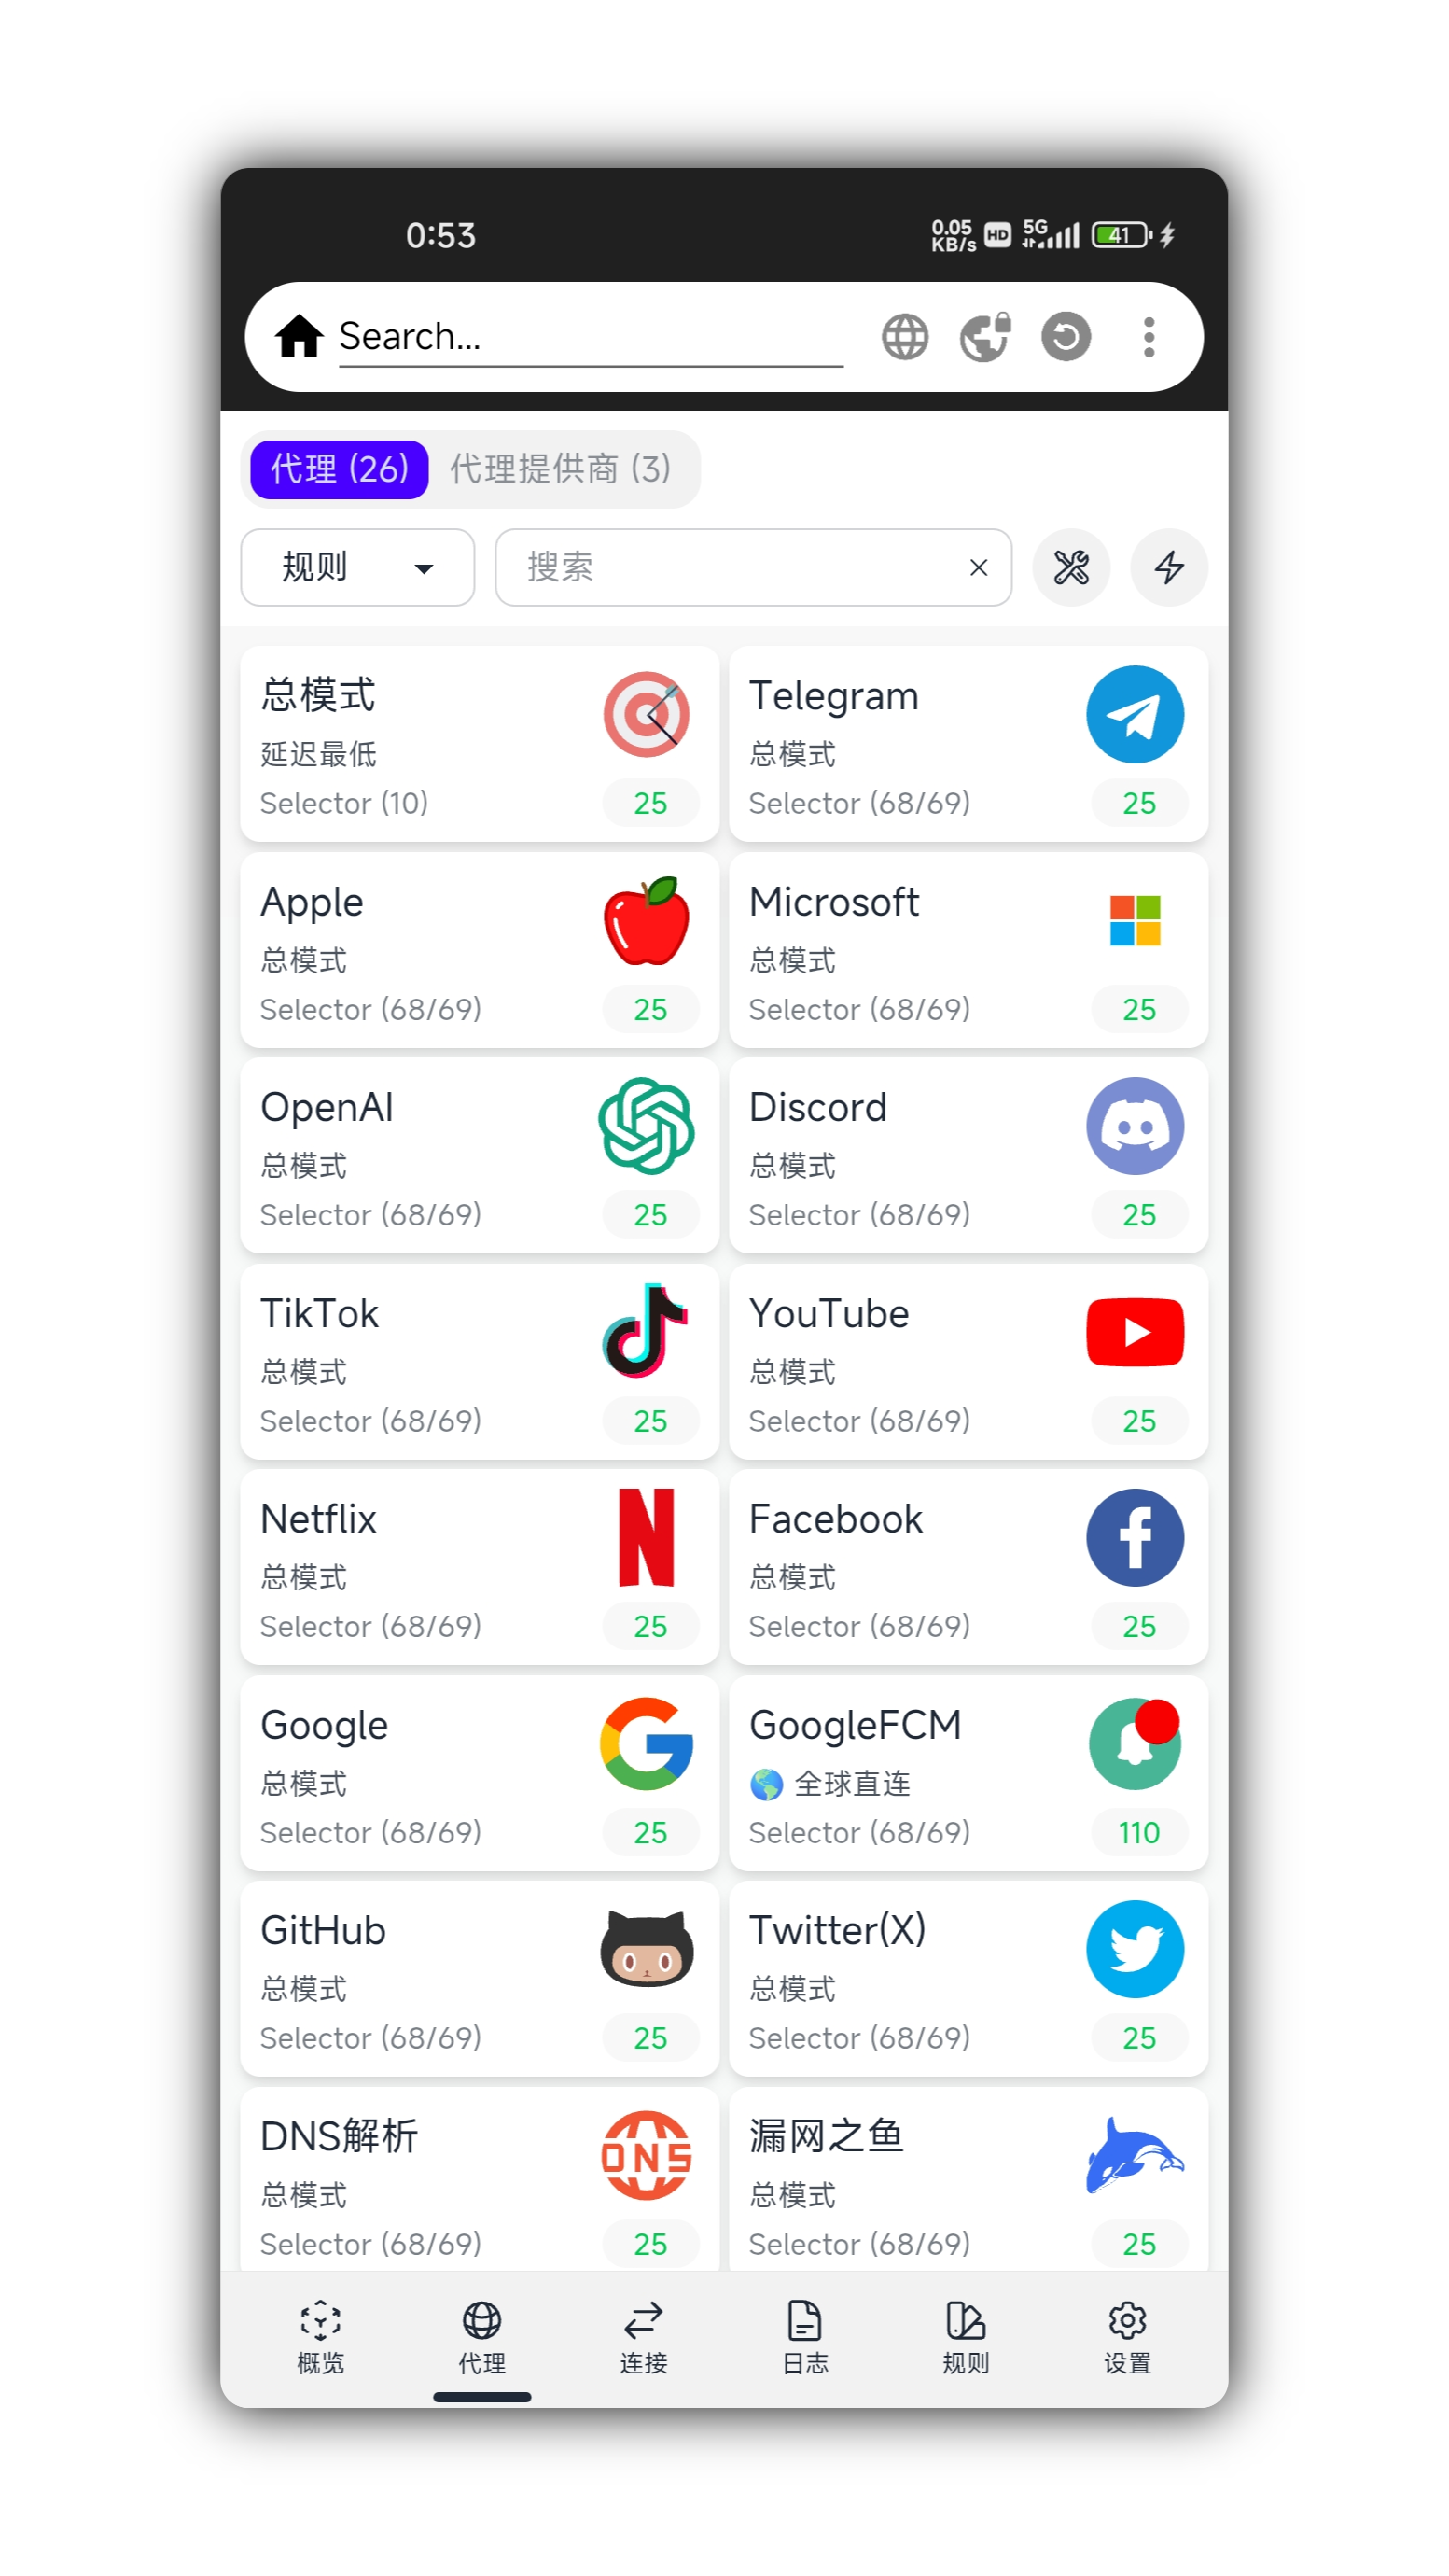 0:53
0.05 KB/s HD 5G 41
Search...
代理 (26) 代理提供商 (3)
规则
搜索
总模式
延迟最低
Selector (10)
25
Telegram
总模式
Selector (68/69)
25
Apple
总模式
Selector (68/69)
25
Microsoft
总模式
Selector (68/69)
25
OpenAI
总模式
Selector (68/69)
25
Discord
总模式
Selector (68/69)
25
TikTok
总模式
Selector (68/69)
25
YouTube
总模式
Selector (68/69)
25
Netflix
总模式
Selector (68/69)
25
Facebook
总模式
Selector (68/69)
25
Google
总模式
Selector (68/69)
25
GoogleFCM
🌎 全球直连
Selector (68/69)
110
GitHub
总模式
Selector (68/69)
25
Twitter(X)
总模式
Selector (68/69)
25
DNS解析
DNS
总模式
Selector (68/69)
25
漏网之鱼
总模式
Selector (68/69)
25
概览 代理 连接 日志 规则 设置